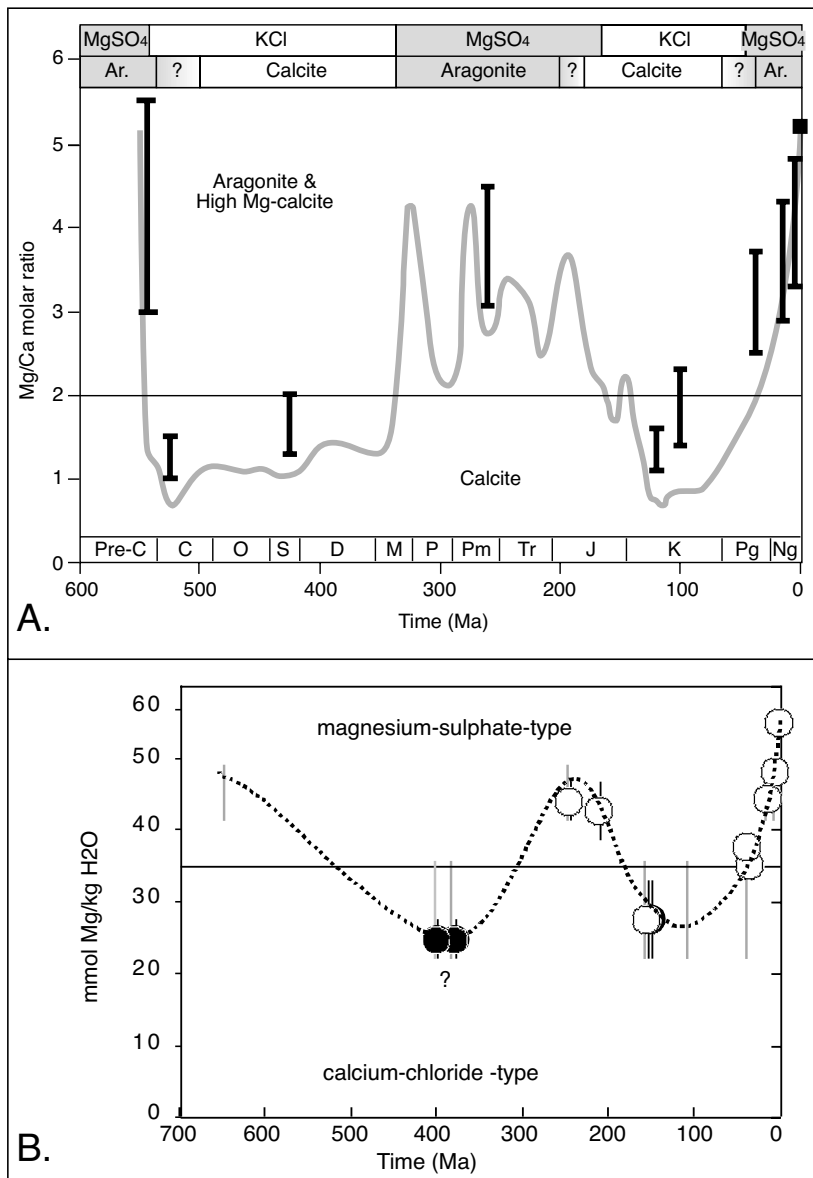 MgSO4 KCl MgSO4 KCl MgSO4
Ar. ? Calcite Aragonite ? Calcite ? Ar.
6
5
4
3
2
1
0
Mg/Ca molar ratio
Aragonite &
High Mg-calcite
Calcite
Pre-C C O S D M P Pm Tr J K Pg Ng
600 500 400 300 200 100 0
Time (Ma)
A.
60
50
40
30
20
10
0
mmol Mg/kg H2O
magnesium-sulphate-type
?
calcium-chloride -type
700 600 500 400 300 200 100 0
Time (Ma)
B.